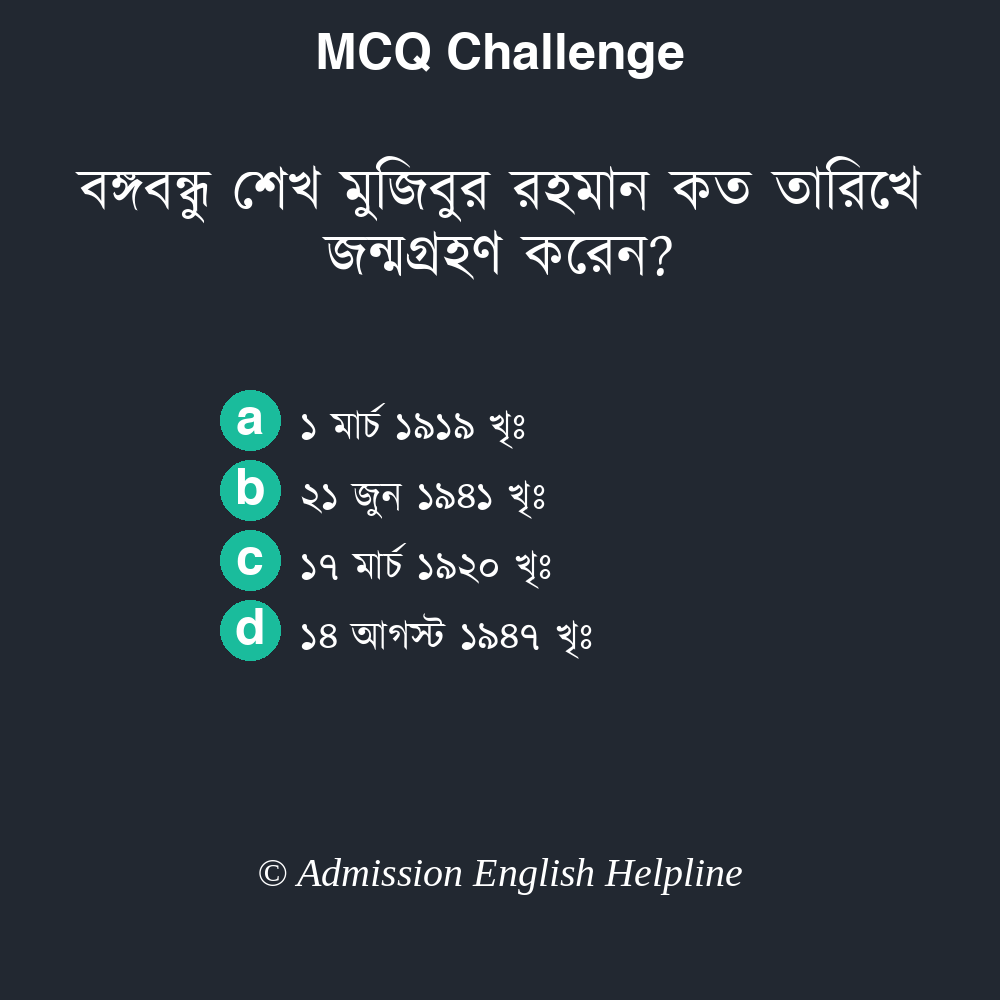 MCQ Challenge
বঙ্গবন্ধু শেখ মুজিবুর রহমান কত তারিখে
জন্মগ্রহণ করেন?
a ১ মার্চ ১৯১৯ খৃঃ
b ২১ জুন ১৯৪১ খৃঃ
c ১৭ মার্চ ১৯২০ খৃঃ
d ১৪ আগস্ট ১৯৪৭ খৃঃ
© Admission English Helpline